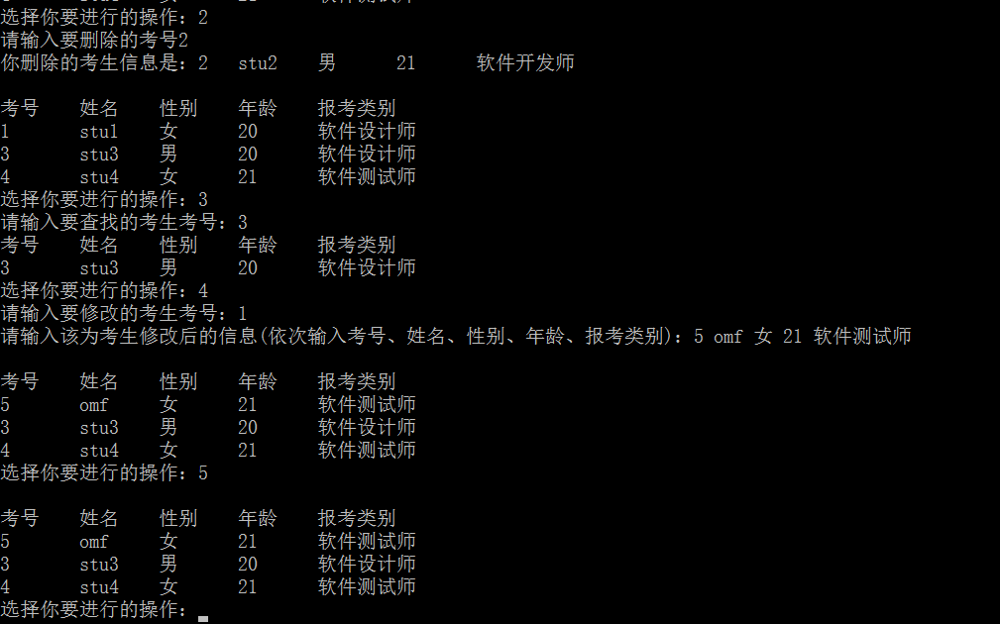 选择你要进行的操作：2
请输入要删除的考号2
你删除的考生信息是：2 stu2 男 21 软件开发师
考号 姓名 性别 年龄 报考类别
1 stu1 女 20 软件设计师
3 stu3 男 20 软件设计师
4 stu4 女 21 软件测试师
选择你要进行的操作：3
请输入要查找的考生考号：3
考号 姓名 性别 年龄 报考类别
3 stu3 男 20 软件设计师
选择你要进行的操作：4
请输入要修改的考生考号：1
请输入该为考生修改后的信息(依次输入考号、姓名、性别、年龄、报考类别)：5 omf 女 21 软件测试师
考号 姓名 性别 年龄 报考类别
5 omf 女 21 软件测试师
3 stu3 男 20 软件设计师
4 stu4 女 21 软件测试师
选择你要进行的操作：5
考号 姓名 性别 年龄 报考类别
5 omf 女 21 软件测试师
3 stu3 男 20 软件设计师
4 stu4 女 21 软件测试师
选择你要进行的操作：